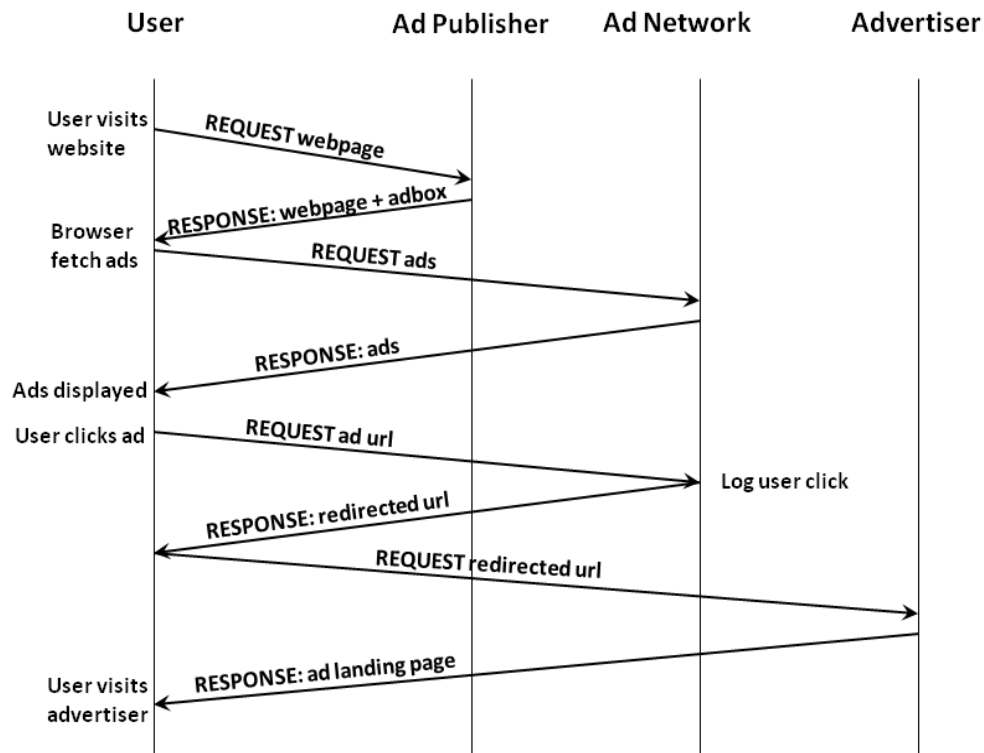 User
Ad Publisher
Ad Network
Advertiser
User visits
website
REQUEST webpage
RESPONSE: webpage + adbox
Browser
fetch ads
REQUEST ads
RESPONSE: ads
Ads displayed
User clicks ad
REQUEST ad url
Log user click
RESPONSE: redirected url
REQUEST redirected url
RESPONSE: ad landing page
User visits
advertiser